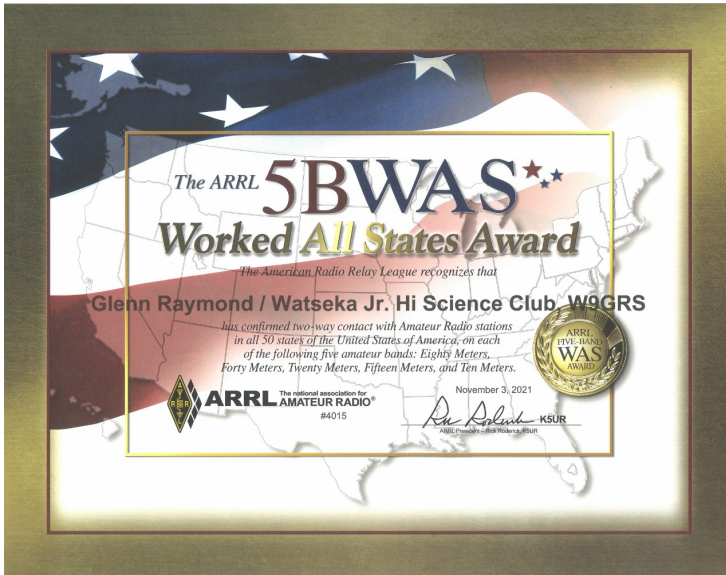 The ARRL 5BWAS
Worked All States Award
The American Radio Relay League recognizes that
Glenn Raymond / Watseka Jr. Hi Science Club, W9GRS
has confirmed two-way contact with Amateur Radio stations
in all 50 states of the United States of America, on each
of the following five amateur bands: Eighty Meters,
Forty Meters, Twenty Meters, Fifteen Meters, and Ten Meters.
ARRL
FIVE-BAND
WAS
AWARD
ARRL
ARRL The national association for
AMATEUR RADIO®
#4015
November 3, 2021
Rick Roderick K5UR
ARRL President – Rick Roderick, K5UR